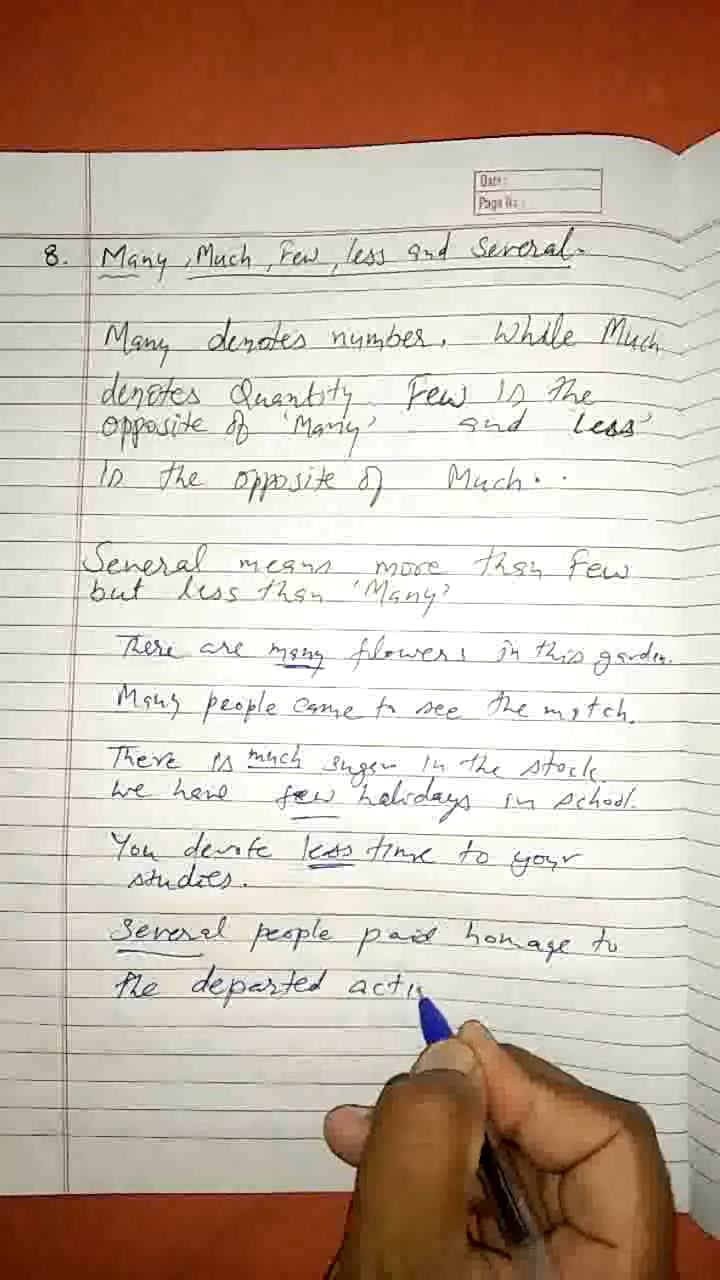 Date:
Page No.:
8. Many, Much, Few, less and several.
Many denotes number. While Much
denotes Quantity. Few is the
opposite of 'Many' and less'
is the opposite of Much..
Several means more than Few
but less than 'Many'
There are many flowers in this garden.
Many people came to see the match.
There is much sugar in the stock.
We have few holidays in school.
You devote less time to your
studies.
Several people paid homage to
the departed acti